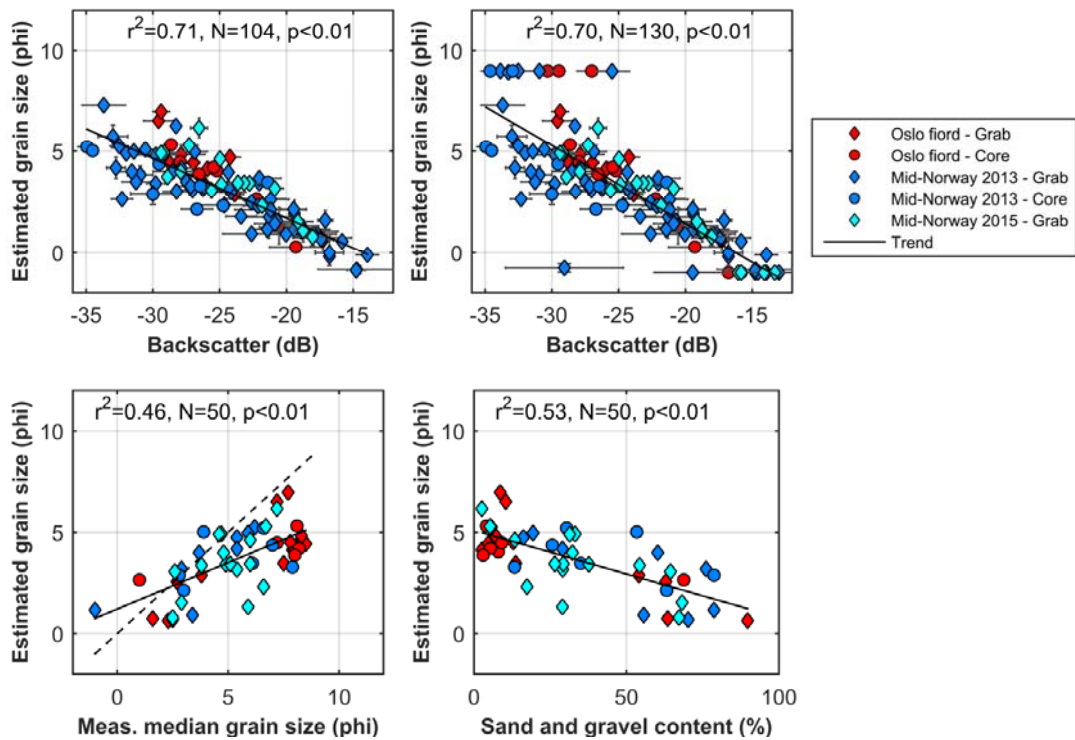 r²=0.71, N=104, p<0.01
Estimated grain size (phi)
10
5
0
-35 -30 -25 -20 -15
Backscatter (dB)
r²=0.70, N=130, p<0.01
Estimated grain size (phi)
10
5
0
-35 -30 -25 -20 -15
Backscatter (dB)
Oslo fiord - Grab
Oslo fiord - Core
Mid-Norway 2013 - Grab
Mid-Norway 2013 - Core
Mid-Norway 2015 - Grab
Trend
r²=0.46, N=50, p<0.01
Estimated grain size (phi)
10
5
0
0 5 10
Meas. median grain size (phi)
r²=0.53, N=50, p<0.01
Estimated grain size (phi)
10
5
0
0 50 100
Sand and gravel content (%)